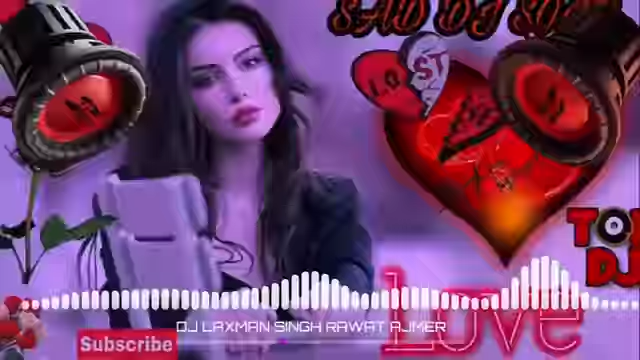 SAD DJ SO
LOST
TOP
DJ
Love
DJ LAXMAN SINGH RAWAT AJMER
Subscribe